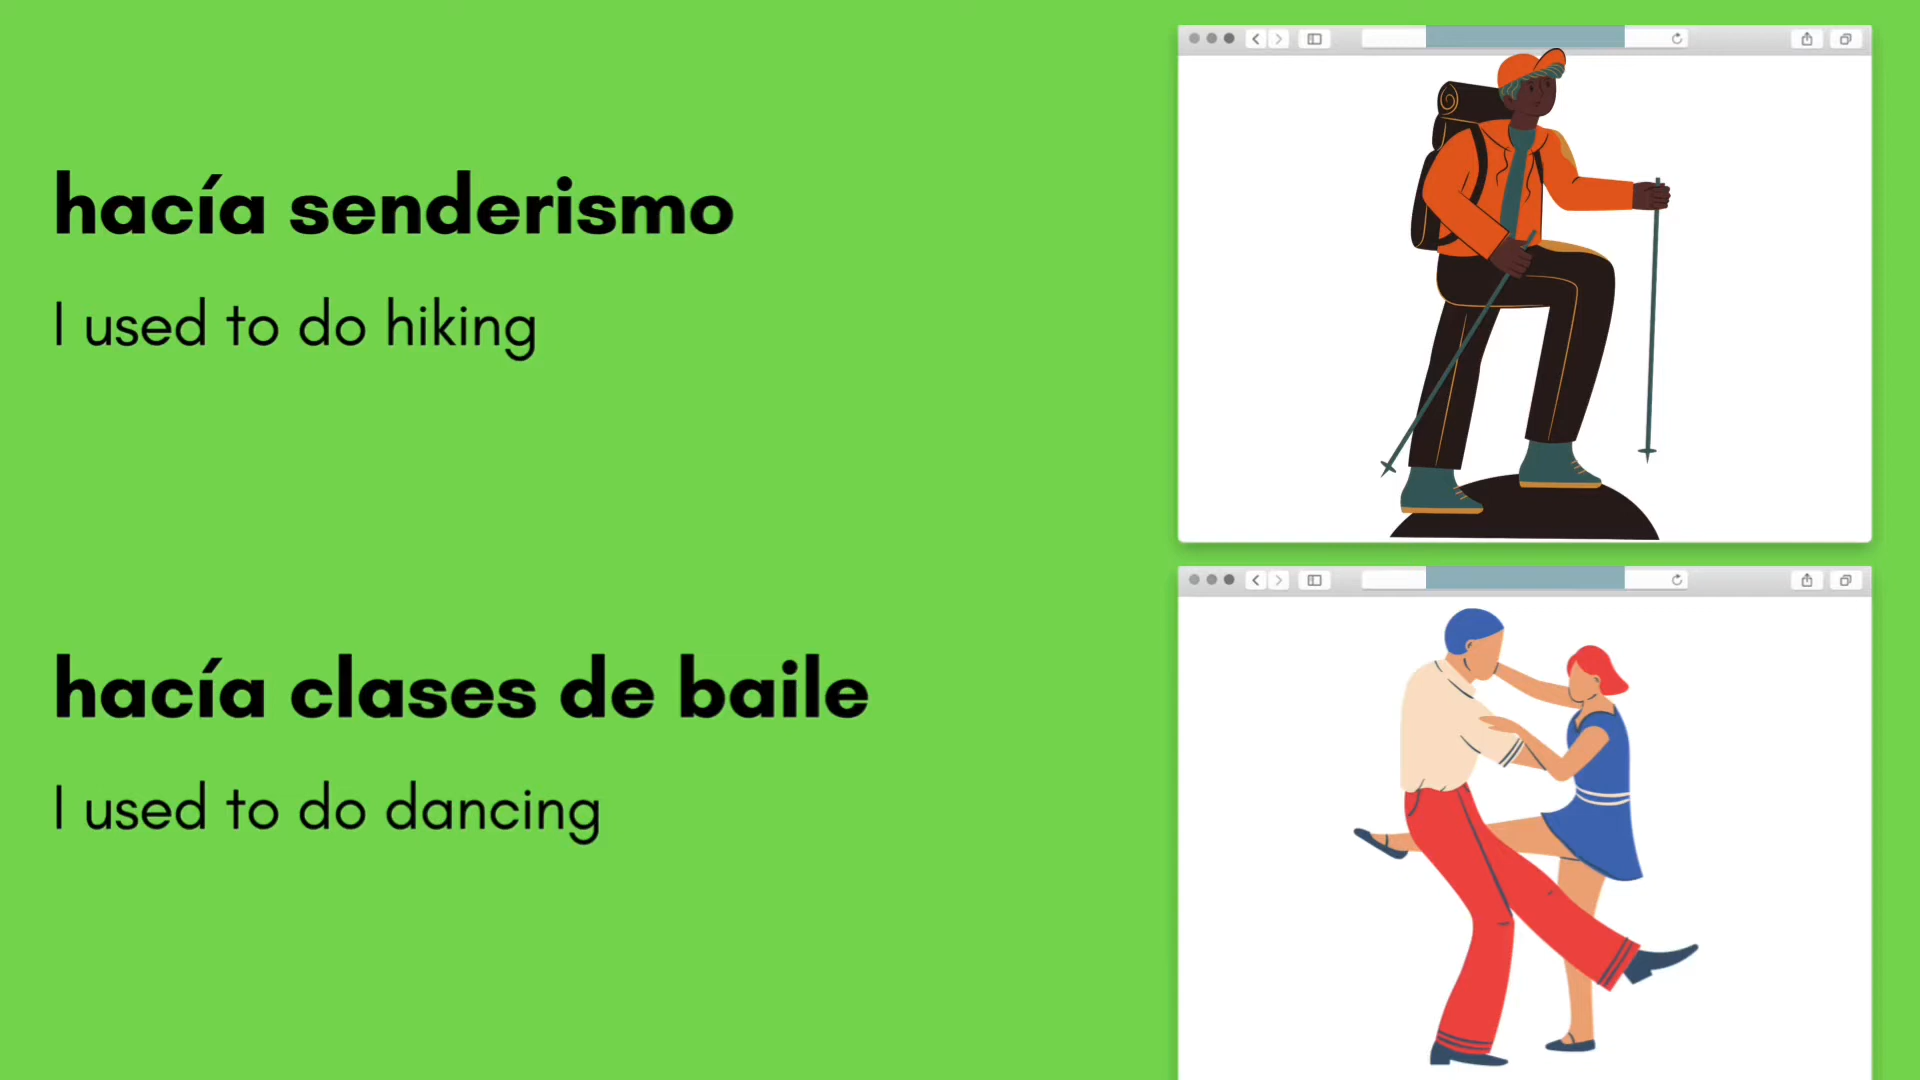 hacía senderismo
I used to do hiking
hacía clases de baile
I used to do dancing